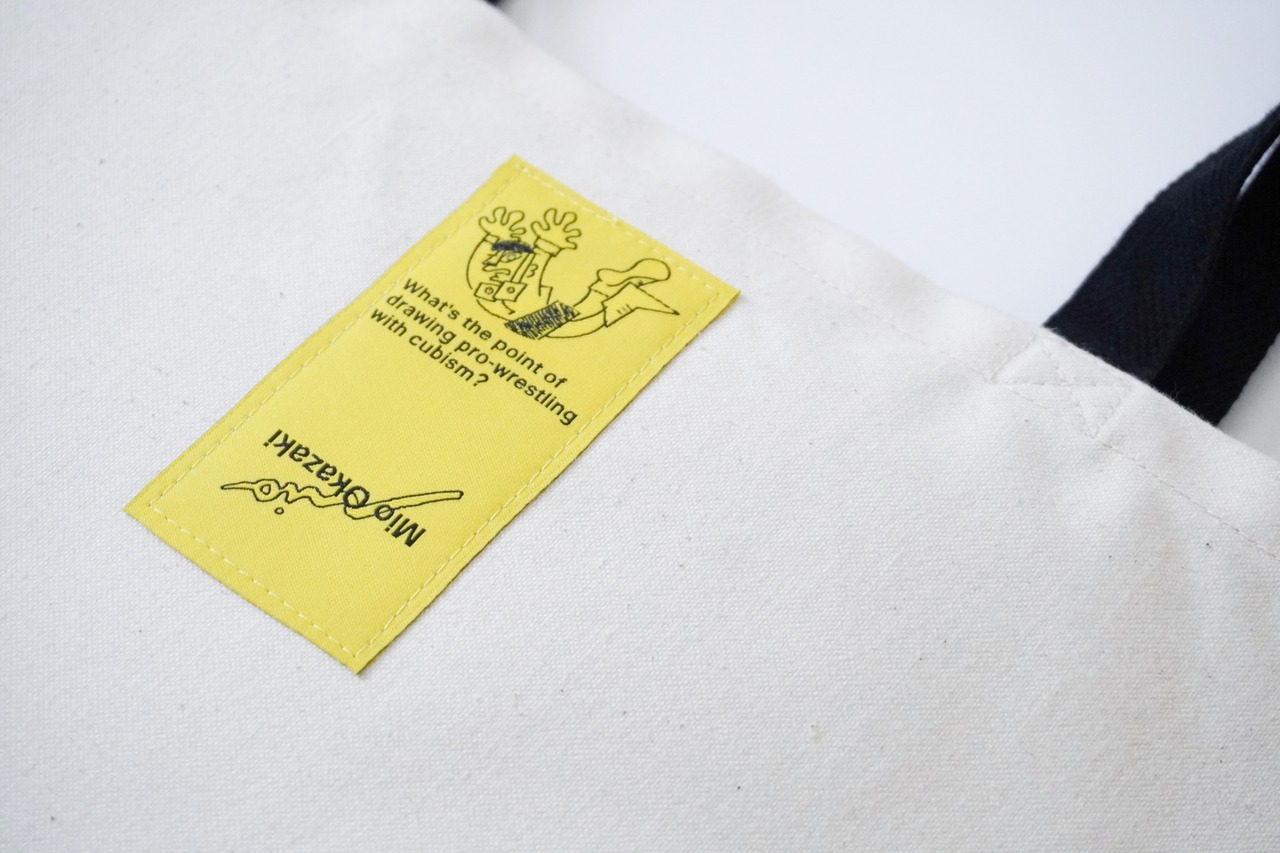 What's the point of
drawing pro-wrestling
with cubism?
Mio Okazaki